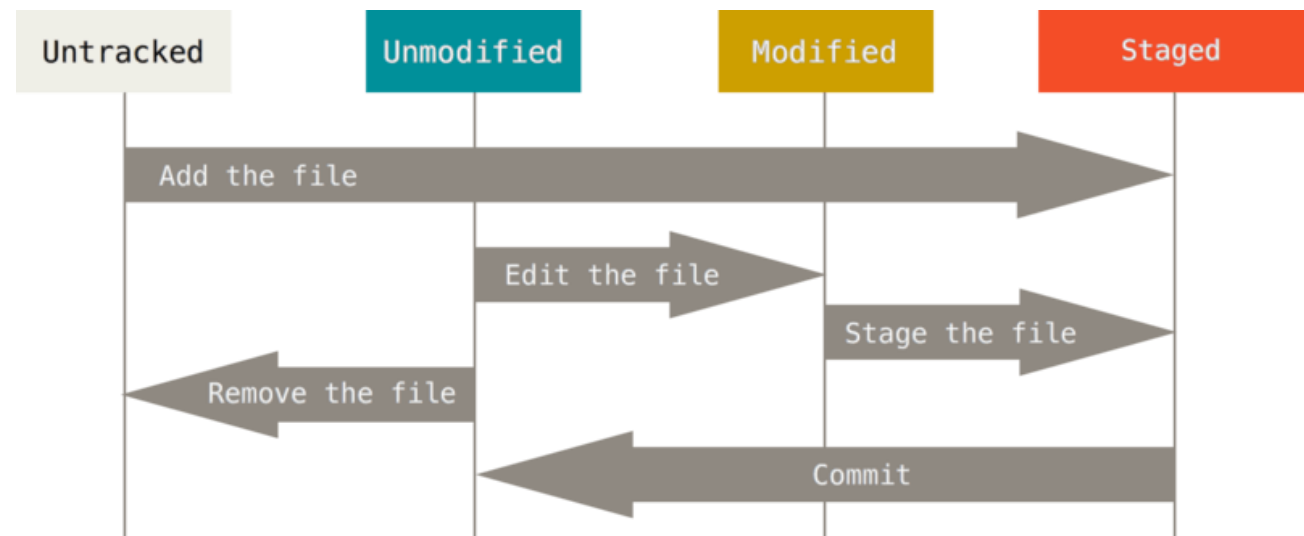 Untracked
Unmodified
Modified
Staged
Add the file
Edit the file
Stage the file
Remove the file
Commit